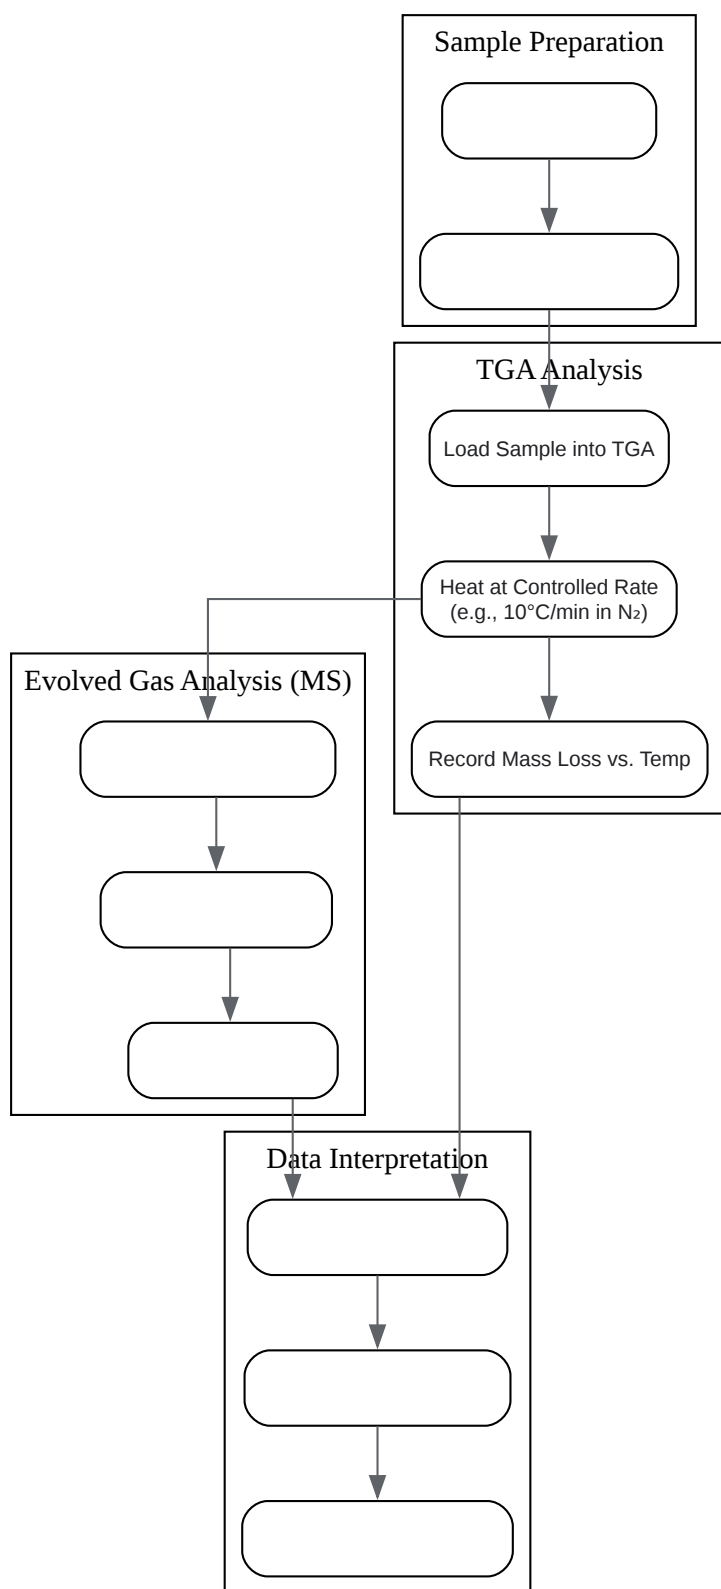 Sample Preparation
TGA Analysis
Load Sample into TGA
Heat at Controlled Rate
(e.g., 10°C/min in N₂)
Record Mass Loss vs. Temp
Evolved Gas Analysis (MS)
Data Interpretation